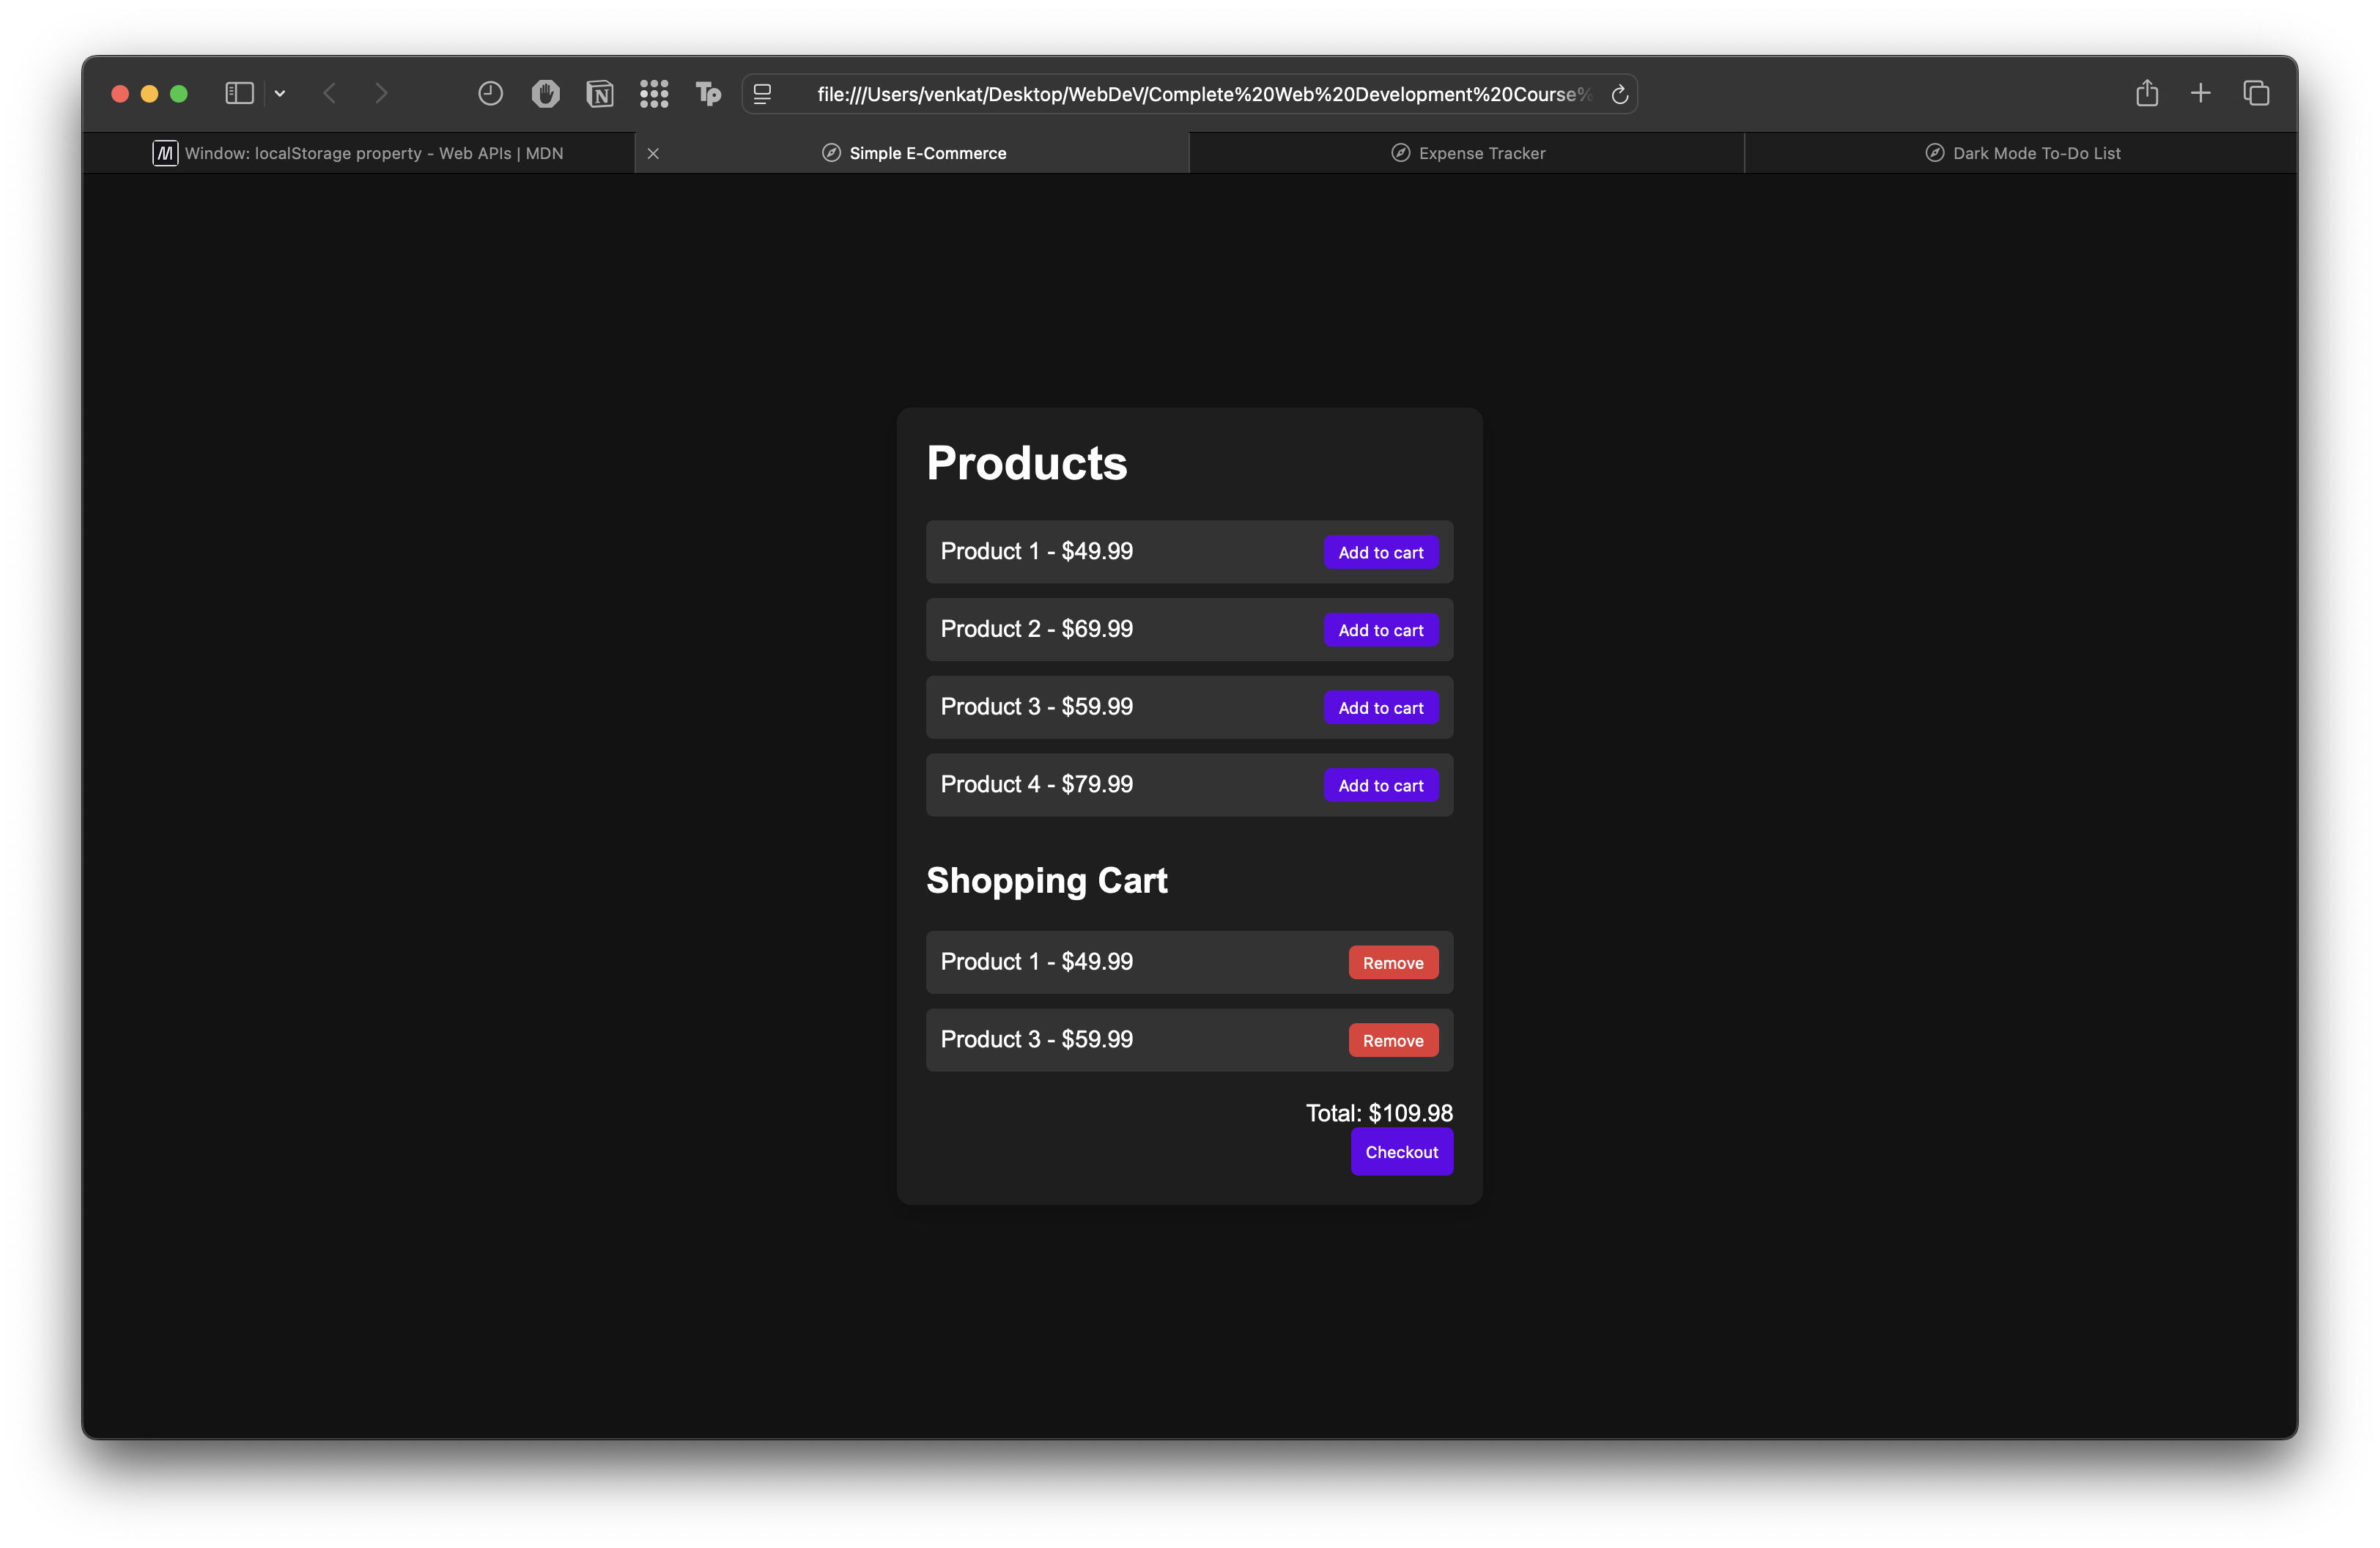 file:///Users/venkat/Desktop/WebDeV/Complete%20Web%20Development%20Course%
Window: localStorage property - Web APIs | MDN
Simple E-Commerce
Expense Tracker
Dark Mode To-Do List
Products
Product 1 - $49.99 Add to cart
Product 2 - $69.99 Add to cart
Product 3 - $59.99 Add to cart
Product 4 - $79.99 Add to cart
Shopping Cart
Product 1 - $49.99 Remove
Product 3 - $59.99 Remove
Total: $109.98
Checkout